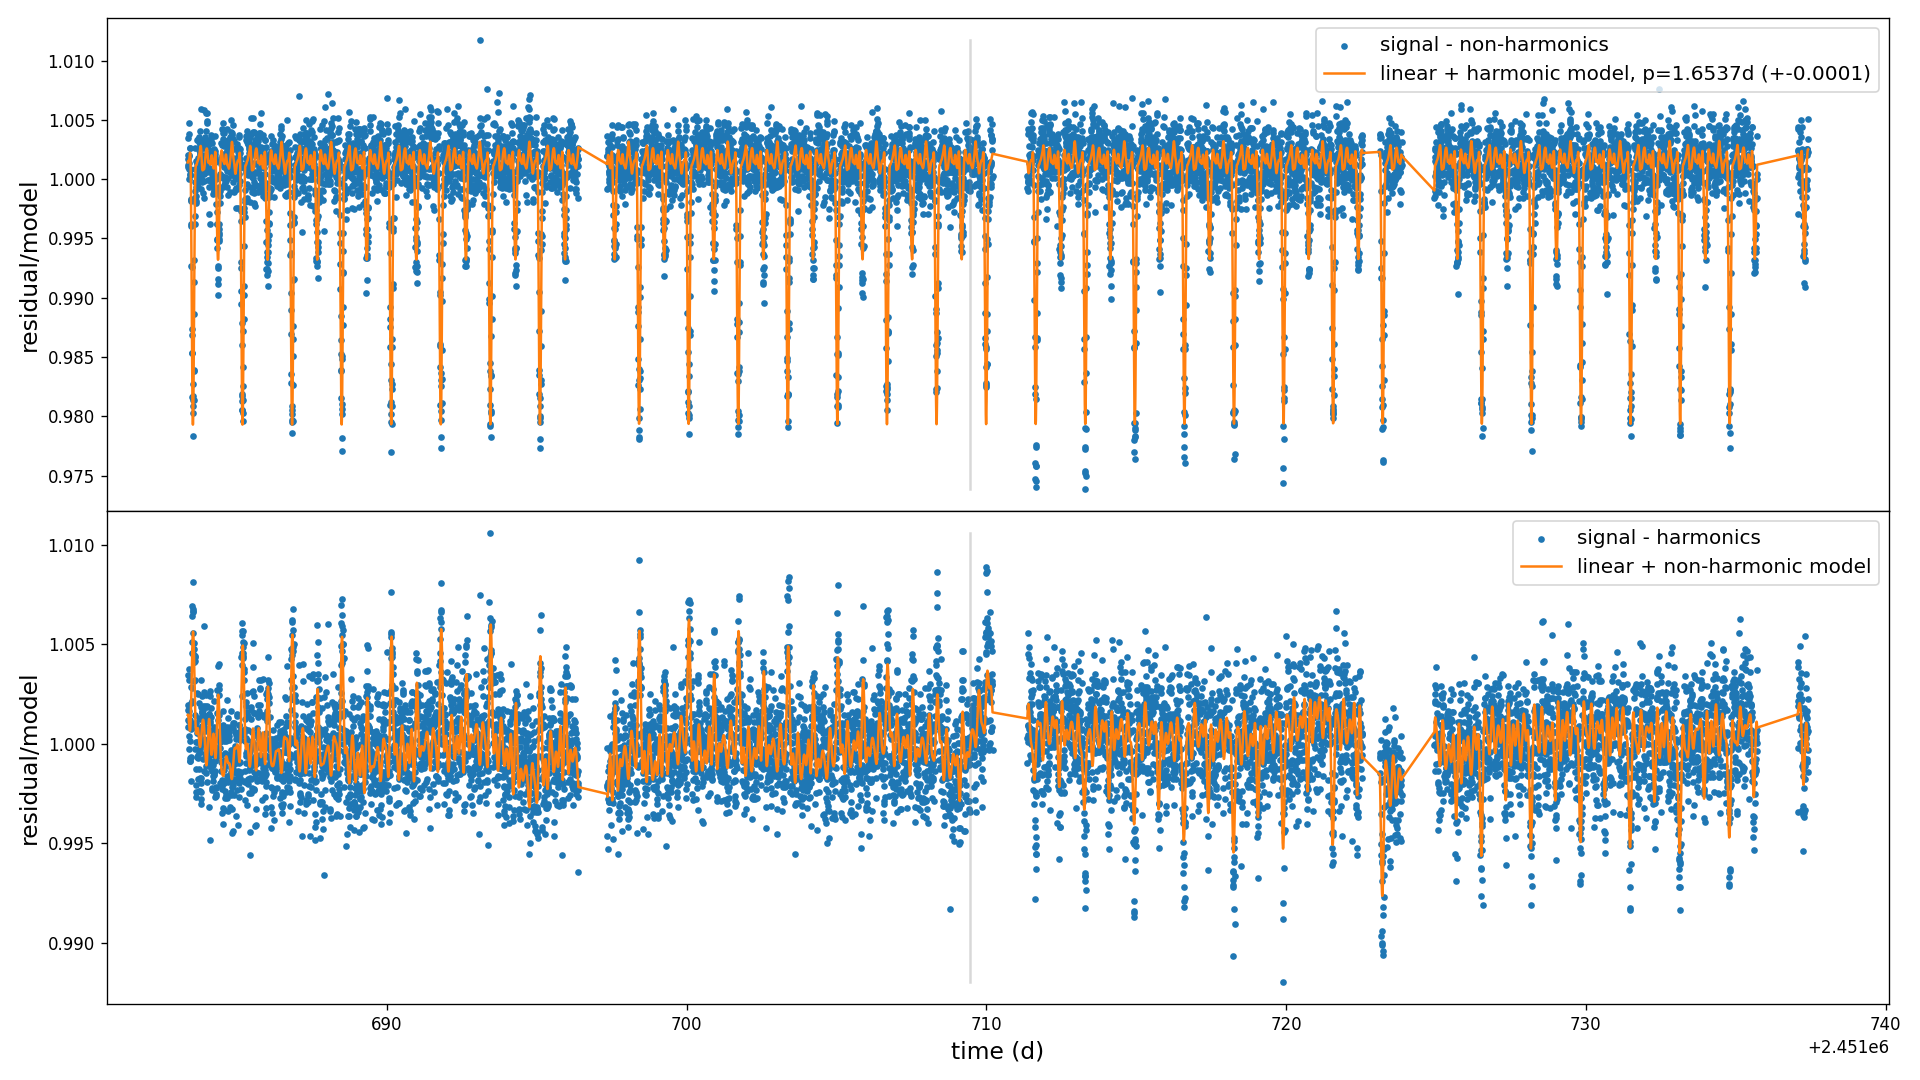 signal - non-harmonics
linear + harmonic model, p=1.6537d (+-0.0001)
1.010
1.005
1.000
0.995
0.990
0.985
0.980
0.975
residual/model
signal - harmonics
linear + non-harmonic model
1.010
1.005
1.000
0.995
0.990
residual/model
690
700
710
720
730
740
time (d)
+2.451e6